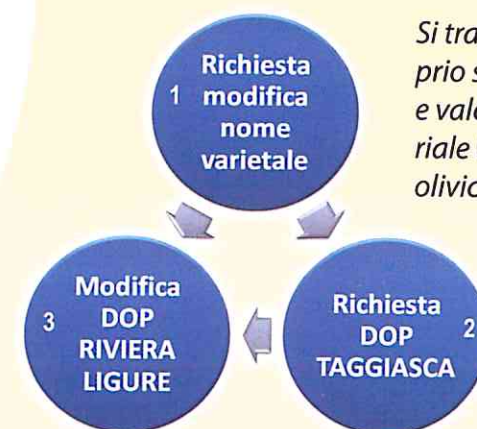 Si tra
prio s
e valo
riale
olivic
Richiesta
1 modifica
nome
varietale
Modifica
3 DOP
RIVIERA
LIGURE
Richiesta
DOP 2
TAGGIASCA